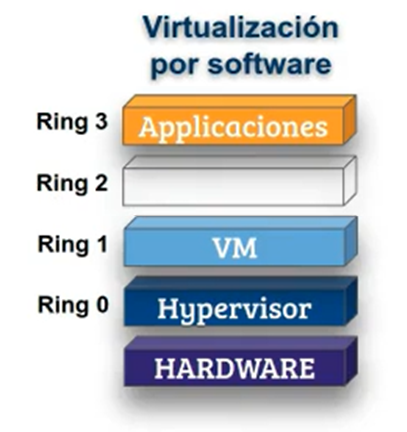 Virtualización
por software
Ring 3 Applicaciones
Ring 2
Ring 1 VM
Ring 0 Hypervisor
HARDWARE